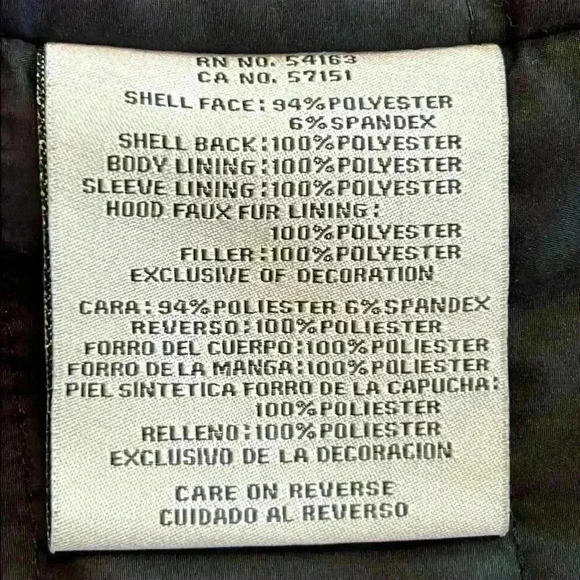 RN NO. 54163
CA NO. 57151
SHELL FACE: 94%POLYESTER
6%SPANDEX
SHELL BACK:100%POLYESTER
BODY LINING:100%POLYESTER
SLEEVE LINING:100%POLYESTER
HOOD FAUX FUR LINING:
100%POLYESTER
FILLER:100%POLYESTER
EXCLUSIVE OF DECORATION
CARA: 94%POLIESTER 6%SPANDEX
REVERSO:100%POLIESTER
FORRO DEL CUERPO:100%POLIESTER
FORRO DE LA MANGA:100%POLIESTER
PIEL SINTETICA FORRO DE LA CAPUCHA:
100%POLIESTER
RELLENO:100%POLIESTER
EXCLUSIVO DE LA DECORACION
CARE ON REVERSE
CUIDADO AL REVERSO